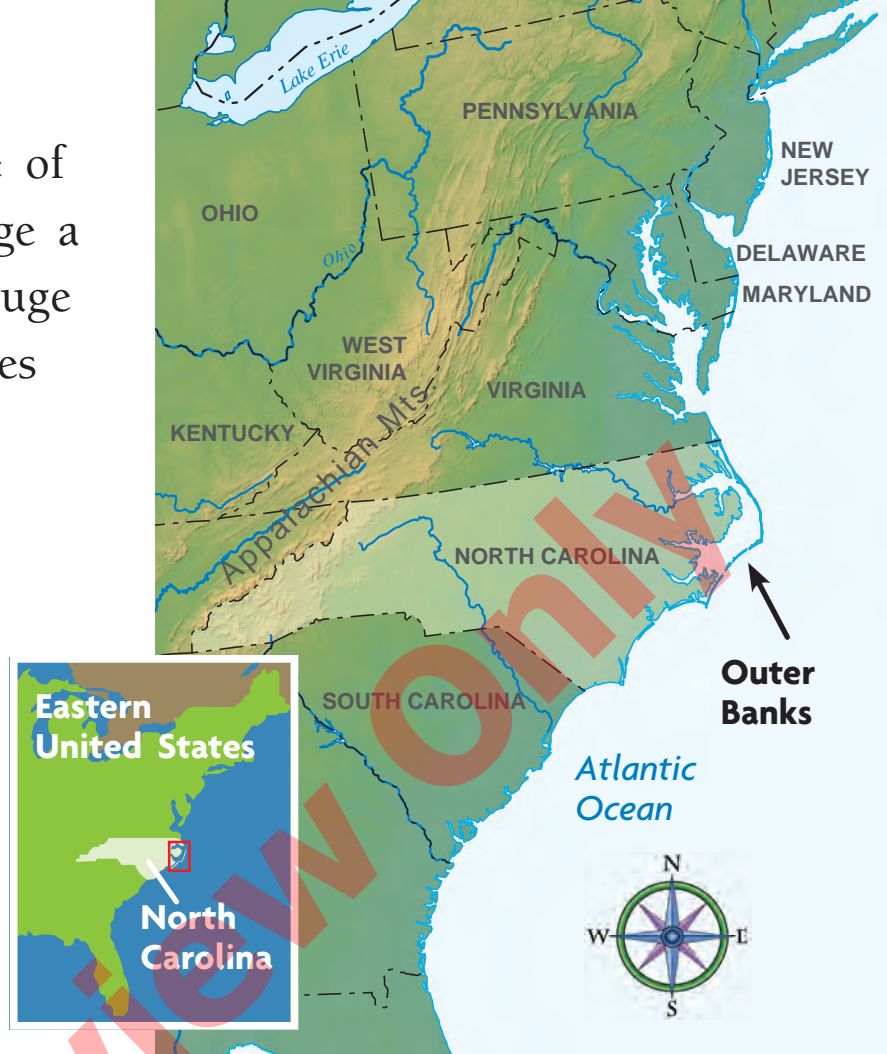 of
ge a
uge
es
Lake Erie
PENNSYLVANIA
NEW
JERSEY
OHIO
Ohio
DELAWARE
MARYLAND
WEST
VIRGINIA
VIRGINIA
KENTUCKY
Appalachian Mts.
NORTH CAROLINA
Outer
Banks
SOUTH CAROLINA
Atlantic
Ocean
Eastern
United States
North
Carolina
N
W
E
S
view Only